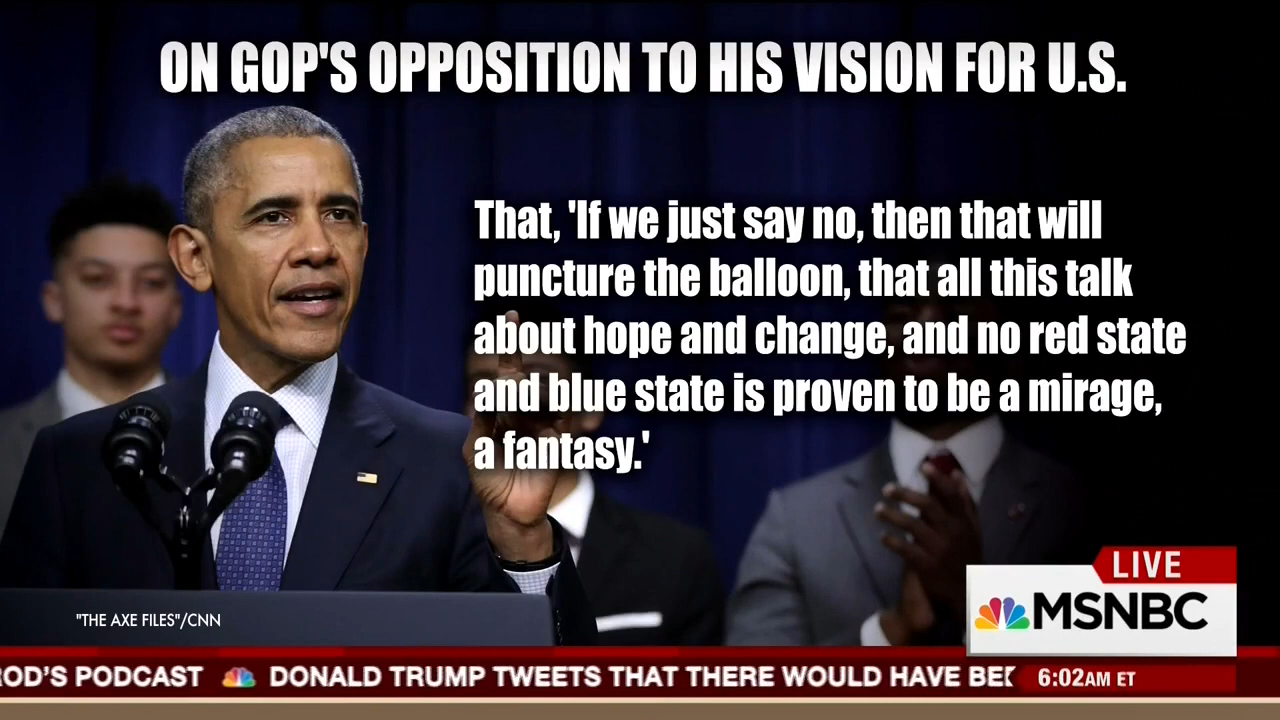 ON GOP'S OPPOSITION TO HIS VISION FOR U.S.
That, 'If we just say no, then that will
puncture the balloon, that all this talk
about hope and change, and no red state
and blue state is proven to be a mirage,
a fantasy.'
LIVE
MSNBC
"THE AXE FILES"/CNN
OD'S PODCAST DONALD TRUMP TWEETS THAT THERE WOULD HAVE
6:02AM ET